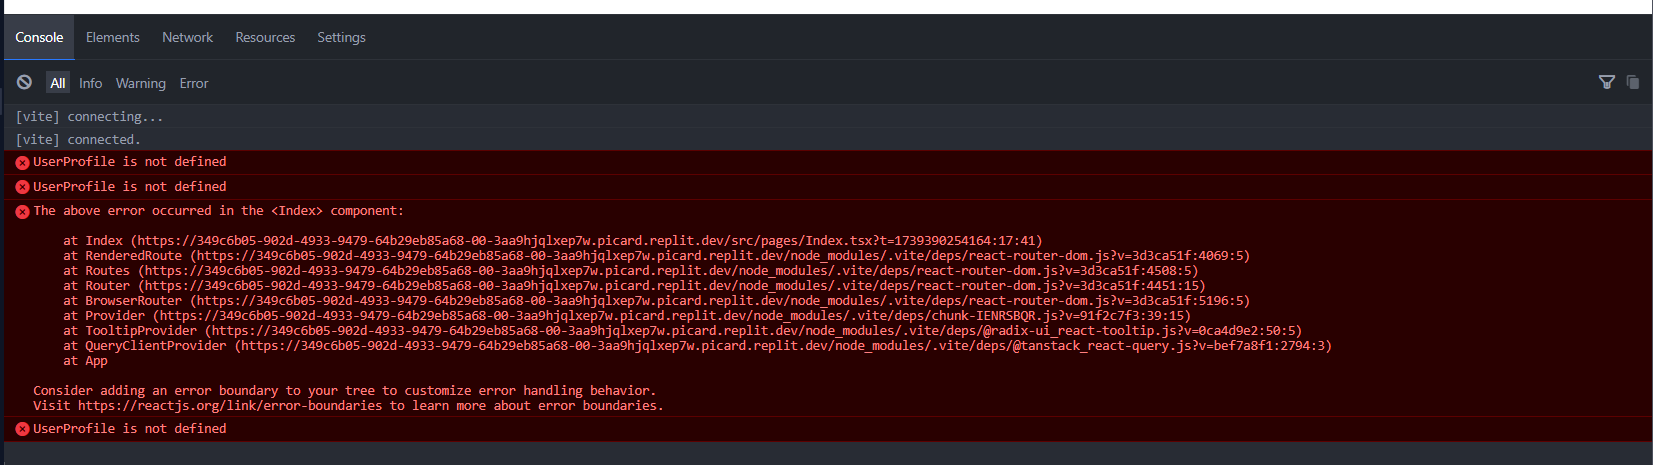 Console Elements Network Resources Settings
All Info Warning Error
[vite] connecting...
[vite] connected.
UserProfile is not defined
UserProfile is not defined
The above error occurred in the <Index> component:
at Index (https://349c6b05-902d-4933-9479-64b29eb85a68-00-3aa9hjqlxep7w.picard.replit.dev/src/pages/Index.tsx?t=1739390254164:17:41)
at RenderedRoute (https://349c6b05-902d-4933-9479-64b29eb85a68-00-3aa9hjqlxep7w.picard.replit.dev/node_modules/.vite/deps/react-router-dom.js?v=3d3ca51f:4069:5)
at Routes (https://349c6b05-902d-4933-9479-64b29eb85a68-00-3aa9hjqlxep7w.picard.replit.dev/node_modules/.vite/deps/react-router-dom.js?v=3d3ca51f:4508:5)
at Router (https://349c6b05-902d-4933-9479-64b29eb85a68-00-3aa9hjqlxep7w.picard.replit.dev/node_modules/.vite/deps/react-router-dom.js?v=3d3ca51f:4451:15)
at BrowserRouter (https://349c6b05-902d-4933-9479-64b29eb85a68-00-3aa9hjqlxep7w.picard.replit.dev/node_modules/.vite/deps/react-router-dom.js?v=3d3ca51f:5196:5)
at Provider (https://349c6b05-902d-4933-9479-64b29eb85a68-00-3aa9hjqlxep7w.picard.replit.dev/node_modules/.vite/deps/chunk-IENRSBQR.js?v=91f2c7f3:39:15)
at TooltipProvider (https://349c6b05-902d-4933-9479-64b29eb85a68-00-3aa9hjqlxep7w.picard.replit.dev/node_modules/.vite/deps/@radix-ui_react-tooltip.js?v=0ca4d9e2:50:5)
at QueryClientProvider (https://349c6b05-902d-4933-9479-64b29eb85a68-00-3aa9hjqlxep7w.picard.replit.dev/node_modules/.vite/deps/@tanstack_react-query.js?v=bef7a8f1:2794:3)
at App
Consider adding an error boundary to your tree to customize error handling behavior.
Visit https://reactjs.org/link/error-boundaries to learn more about error boundaries.
UserProfile is not defined